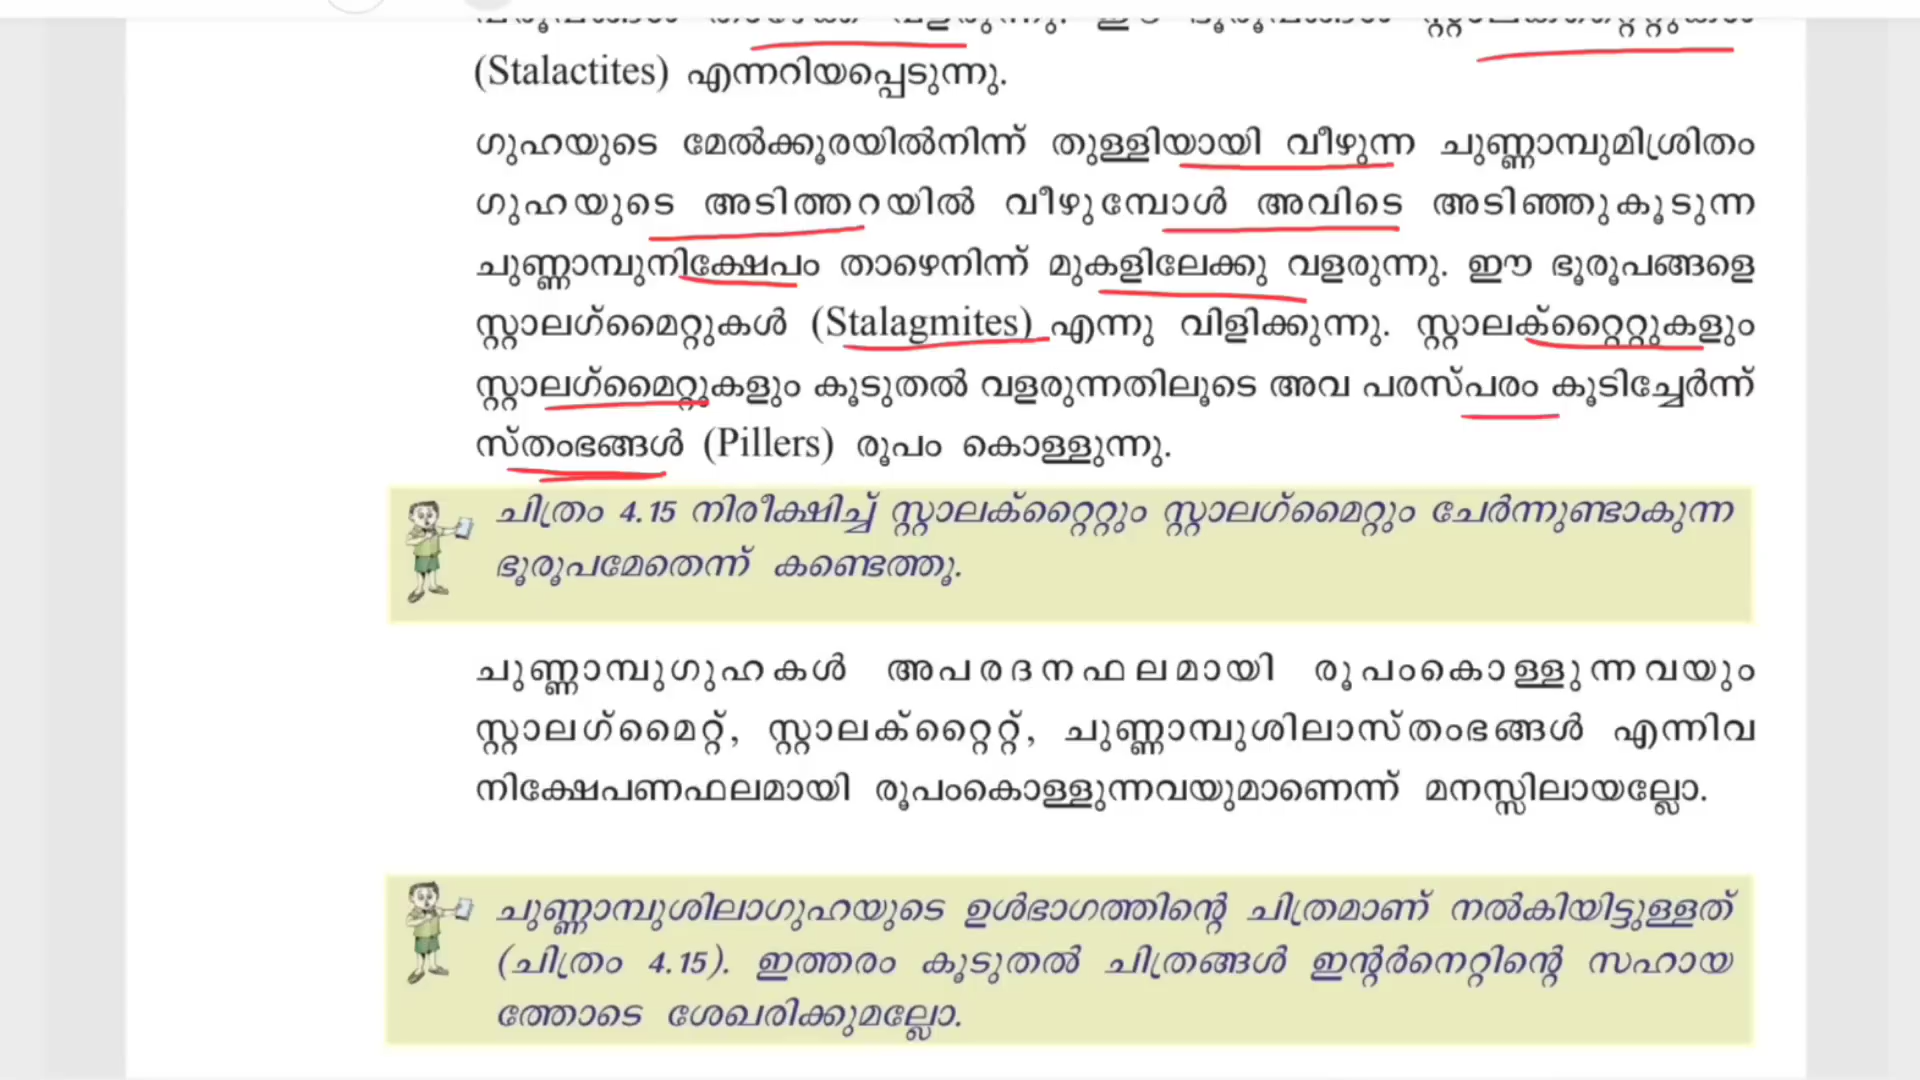 (Stalactites) എന്നറിയപ്പെടുന്നു.
ഗുഹയുടെ മേൽക്കൂരയിൽനിന്ന് തുള്ളിയായി വീഴുന്ന ചുണ്ണാമ്പുമിശ്രിതം
ഗുഹയുടെ അടിത്തറയിൽ വീഴുമ്പോൾ അവിടെ അടിഞ്ഞുകൂടുന്ന
ചുണ്ണാമ്പുനിക്ഷേപം താഴെനിന്ന് മുകളിലേക്കു വളരുന്നു. ഈ ഭൂരൂപങ്ങളെ
സ്റ്റാലഗ്മൈറ്റുകൾ (Stalagmites) എന്നു വിളിക്കുന്നു. സ്റ്റാലക്റ്റൈറ്റുകളും
സ്റ്റാലഗ്മൈറ്റുകളും കൂടുതൽ വളരുന്നതിലൂടെ അവ പരസ്പരം കൂടിച്ചേർന്ന്
സ്തംഭങ്ങൾ (Pillers) രൂപം കൊള്ളുന്നു.
ചിത്രം 4.15 നിരീക്ഷിച്ച് സ്റ്റാലക്റ്റൈറ്റും സ്റ്റാലഗ്മൈറ്റും ചേർന്നുണ്ടാകുന്ന
ഭൂരൂപമേതെന്ന് കണ്ടെത്തൂ.
ചുണ്ണാമ്പുഗുഹകൾ അപരദനഫലമായി രൂപംകൊള്ളുന്നവയും
സ്റ്റാലഗ്മൈറ്റ്, സ്റ്റാലക്റ്റൈറ്റ്, ചുണ്ണാമ്പുശിലാസ്തംഭങ്ങൾ എന്നിവ
നിക്ഷേപണഫലമായി രൂപംകൊള്ളുന്നവയുമാണെന്ന് മനസ്സിലായല്ലോ.
ചുണ്ണാമ്പുശിലാഗുഹയുടെ ഉൾഭാഗത്തിന്റെ ചിത്രമാണ് നൽകിയിട്ടുള്ളത്
(ചിത്രം 4.15). ഇത്തരം കൂടുതൽ ചിത്രങ്ങൾ ഇന്റർനെറ്റിന്റെ സഹായ
ത്തോടെ ശേഖരിക്കുമല്ലോ.